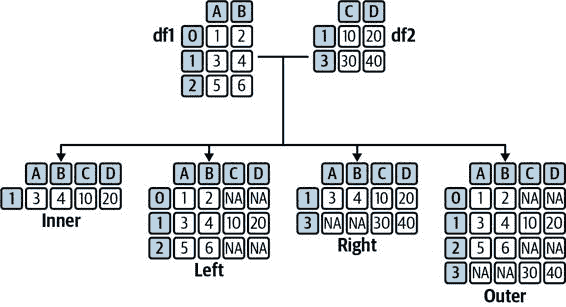 A B
df1 0 1 2
1 3 4
2 5 6
C D
1 10 20 df2
3 30 40
A B C D
1 3 4 10 20
Inner
A B C D
0 1 2 NA NA
1 3 4 10 20
2 5 6 NA NA
Left
A B C D
1 3 4 10 20
3 NA NA 30 40
Right
A B C D
0 1 2 NA NA
1 3 4 10 20
2 5 6 NA NA
3 NA NA 30 40
Outer